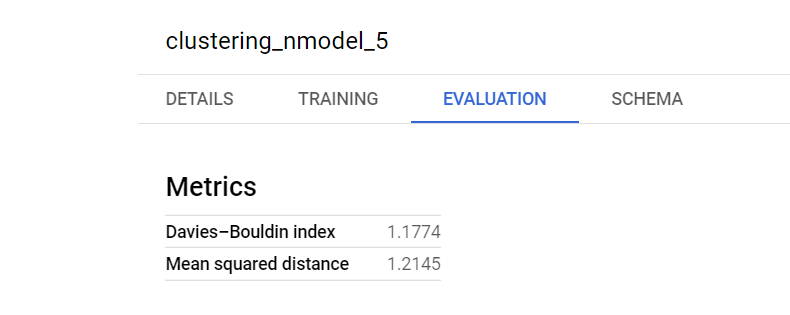 clustering_nmodel_5
DETAILS TRAINING EVALUATION SCHEMA
Metrics
Davies–Bouldin index 1.1774
Mean squared distance 1.2145